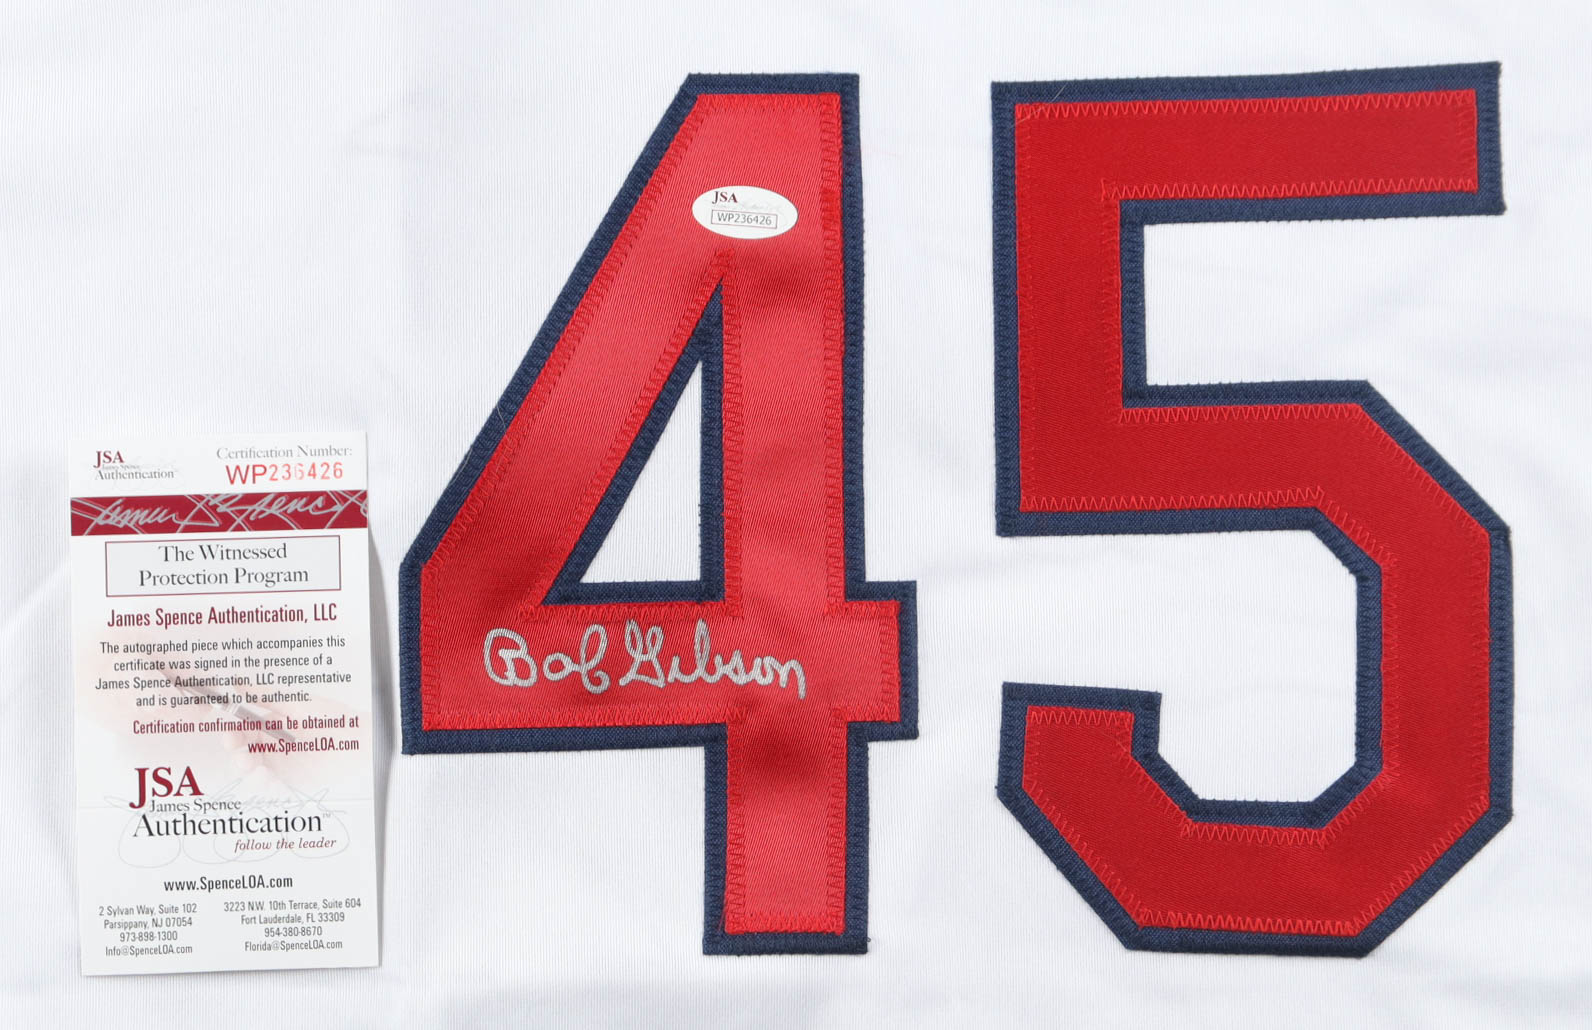 45
JSA
WP236426
Bob Gibson
JSA
James Spence
Authentication
Certification Number:
WP236426
James Spence
The Witnessed
Protection Program
James Spence Authentication, LLC
The autographed piece which accompanies this
certificate was signed in the presence of a
James Spence Authentication, LLC representative
and is guaranteed to be authentic.
Certification confirmation can be obtained at
www.SpenceLOA.com
JSA
James Spence
Authentication™
follow the leader
www.SpenceLOA.com
2 Sylvan Way, Suite 102
Parsippany, NJ 07054
973-898-1300
Info@SpenceLOA.com
3223 N.W. 10th Terrace, Suite 604
Fort Lauderdale, FL 33309
954-380-8670
Florida@SpenceLOA.com